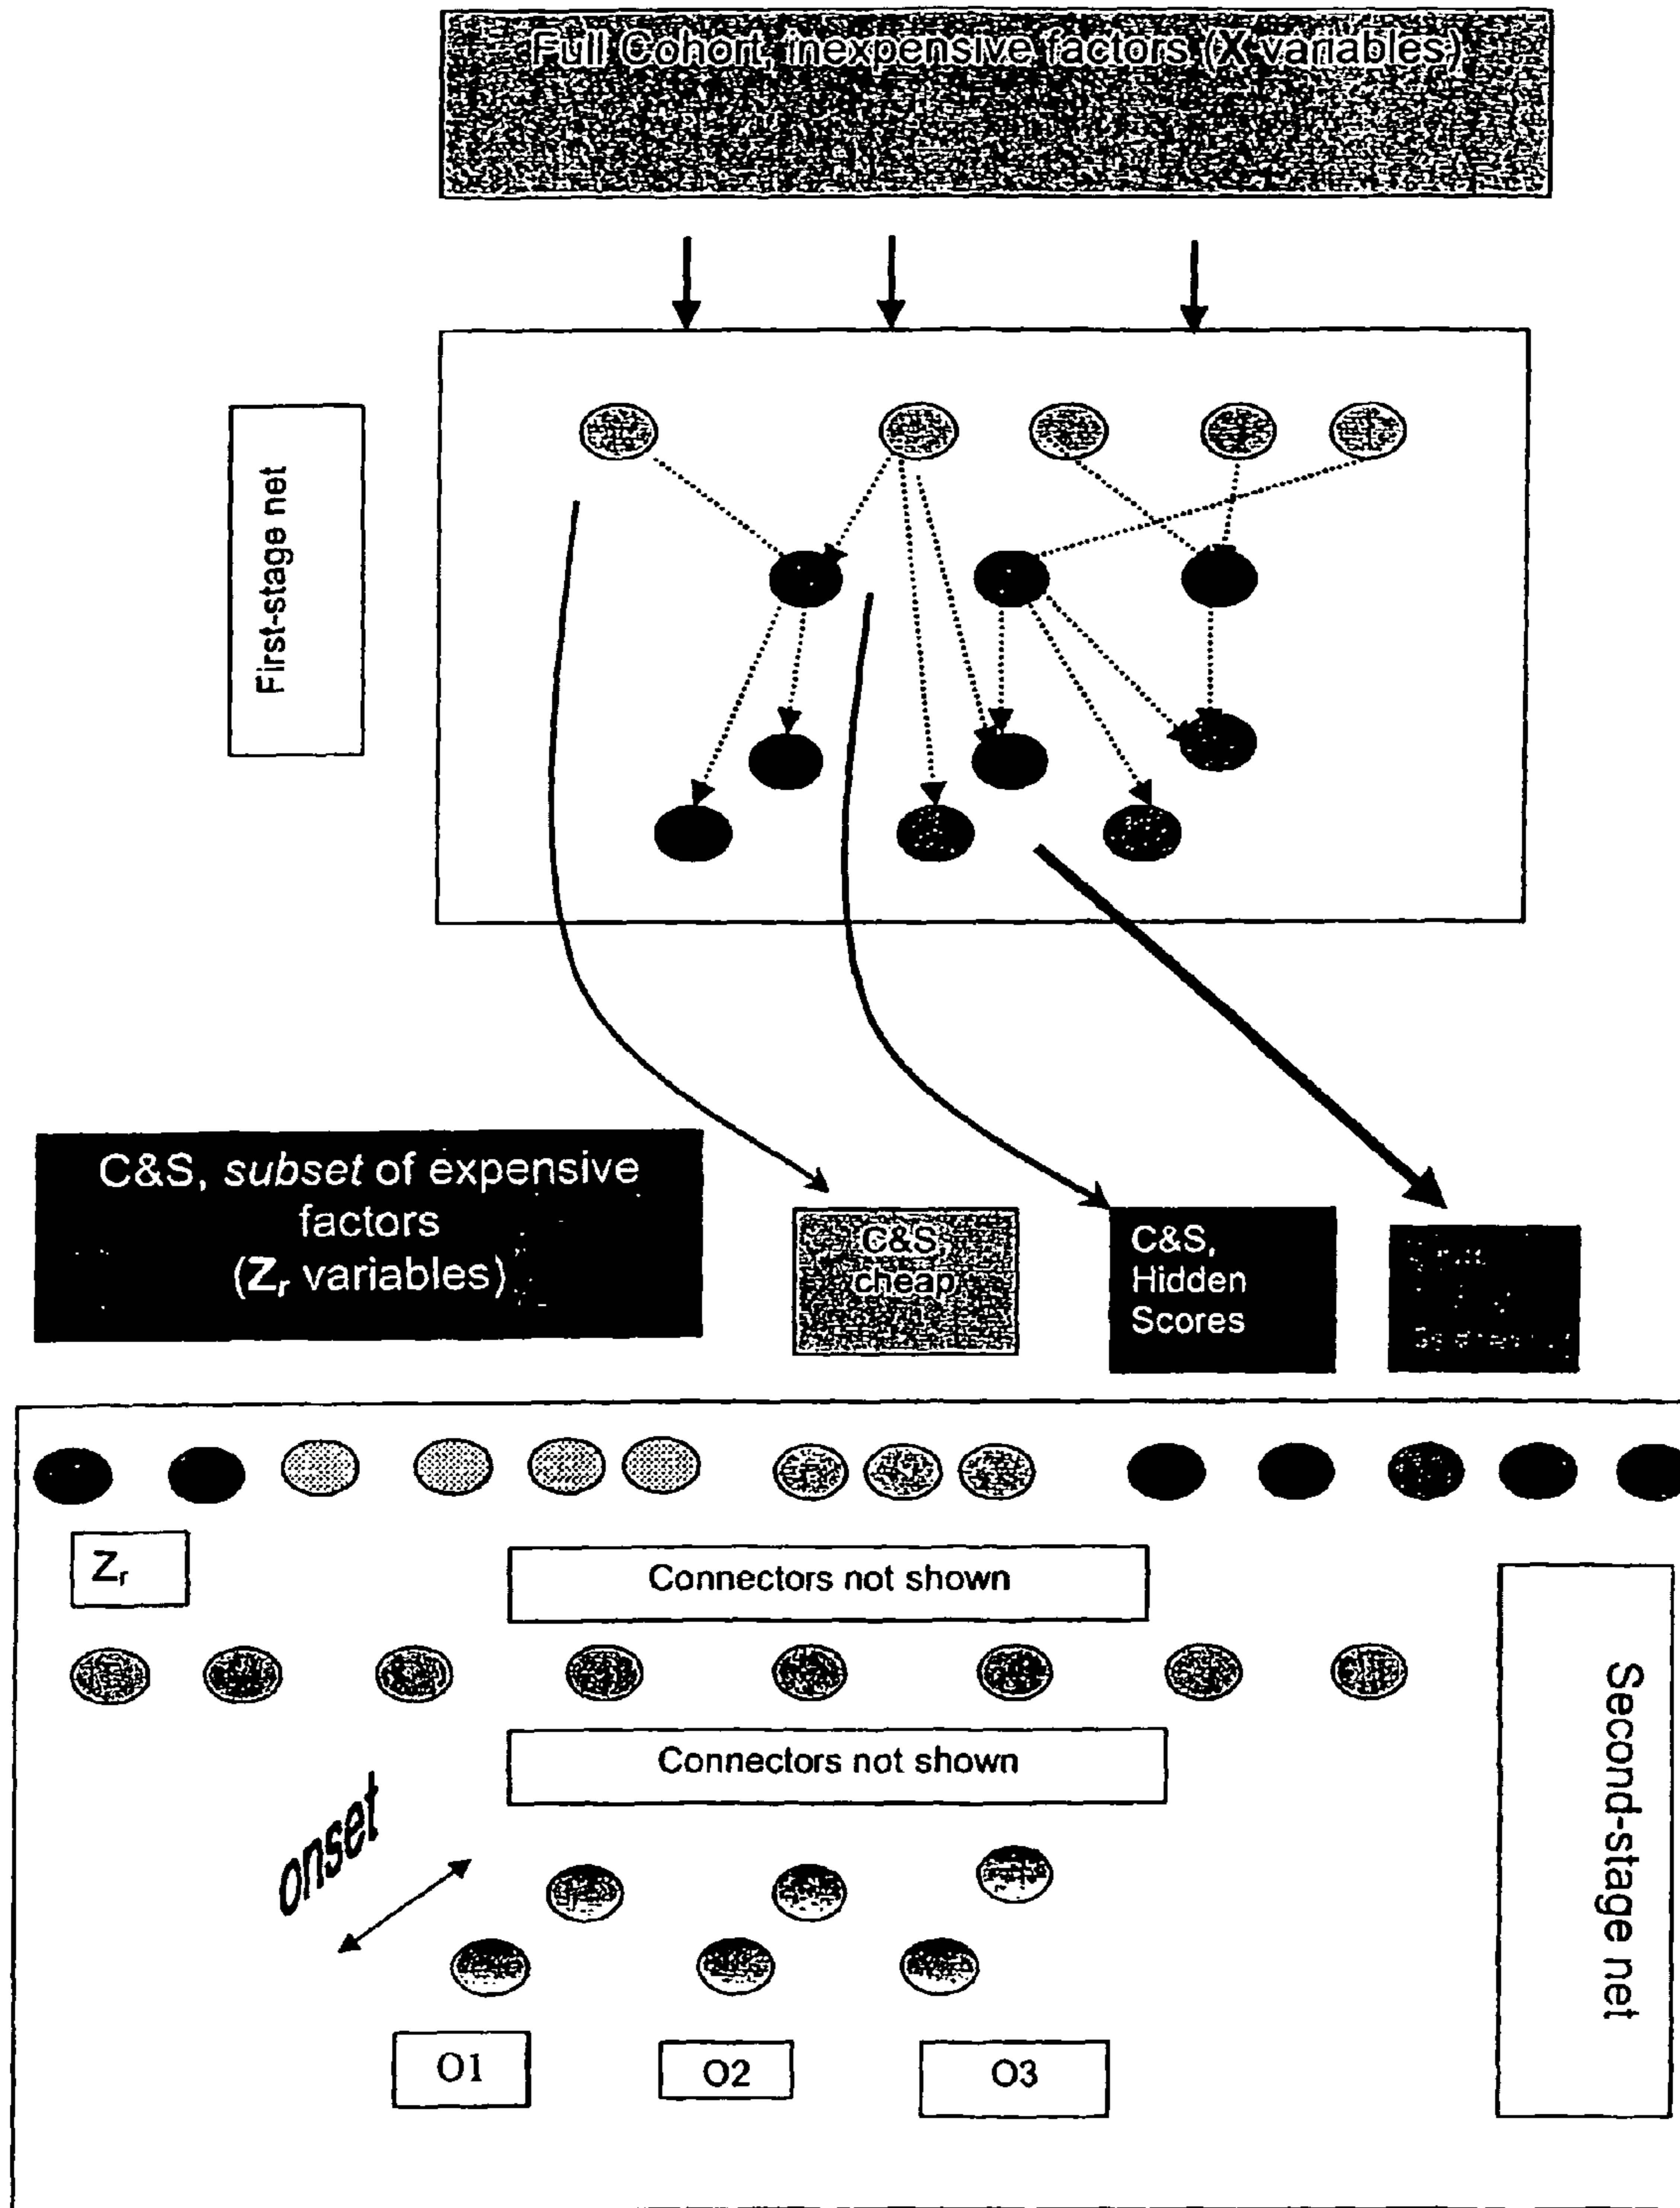 Full Cohort, inexpensive factors (X variables)
First-stage net
C&S, subset of expensive
factors
(Zr variables)
C&S,
cheap
C&S,
Hidden
Scores
Zr
Connectors not shown
Connectors not shown
onset
Second-stage net
O1
O2
O3